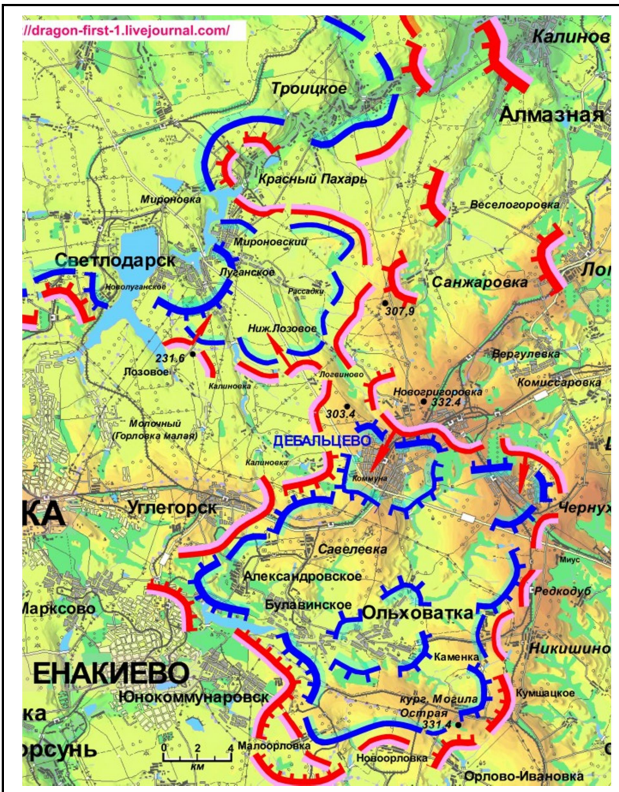 //dragon-first-1.livejournal.com/
Калинов
Троицкое
Алмазная
Красный Пахарь
Мироновка
Веселогоровка
Мироновский
Светлодарск
Луганское
Санжаровка
Лог
Новолуганское
Рассадки
307.9
Ниж.Лозовое
231.6
Вергулевка
Лозовое
Логвиново
Комиссаровка
Калиновка
Новогригоровка
303.4
332.4
Молочный
(Горловка малая)
ДЕБАЛЬЦЕВО
Калиновка
Коммуна
КА
Углегорск
Чернух
Савелевка
Миус
Александровское
Редкодуб
Марксово
Булавинское
Ольховатка
Никишино
Каменка
ЕНАКИЕВО
Юнокоммунаровск
кург. Могила
Острая
Кумшацкое
ка
331.4
0 2 4
км
Малоорловка
орсунь
Новоорловка
Орлово-Ивановка